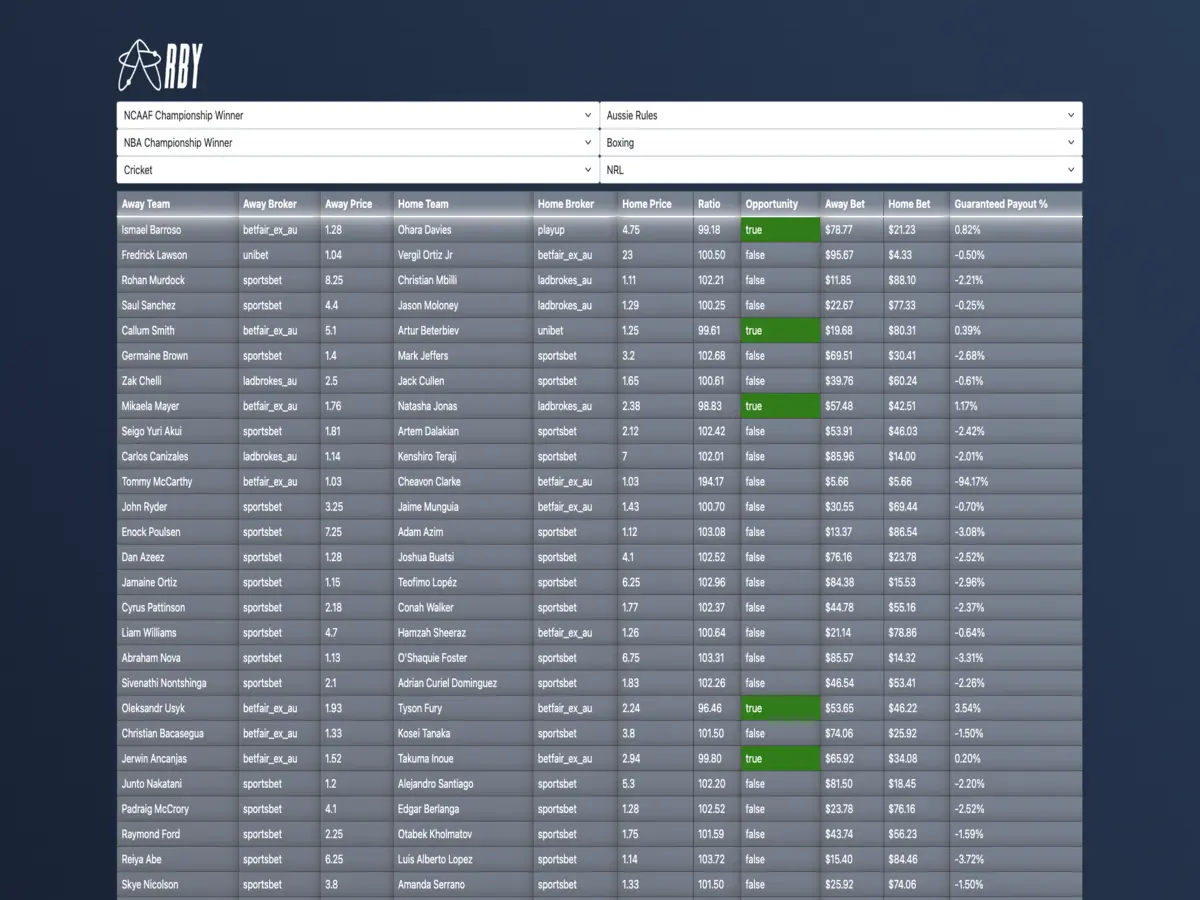 RBY
NCAAF Championship Winner Aussie Rules
NBA Championship Winner Boxing
Cricket NRL
Away Team Away Broker Away Price Home Team Home Broker Home Price Ratio Opportunity Away Bet Home Bet Guaranteed Payout %
Ismael Barroso betfair_ex_au 1.28 Ohara Davies playup 4.75 99.18 true $78.77 $21.23 0.82%
Fredrick Lawson unibet 1.04 Vergil Ortiz Jr betfair_ex_au 23 100.50 false $95.67 $4.33 -0.50%
Rohan Murdock sportsbet 8.25 Christian Mbilli ladbrokes_au 1.11 102.21 false $11.85 $88.10 -2.21%
Saul Sanchez sportsbet 4.4 Jason Moloney ladbrokes_au 1.29 100.25 false $22.67 $77.33 -0.25%
Callum Smith betfair_ex_au 5.1 Artur Beterbiev unibet 1.25 99.61 true $19.68 $80.31 0.39%
Germaine Brown sportsbet 1.4 Mark Jeffers sportsbet 3.2 102.68 false $69.51 $30.41 -2.68%
Zak Chelli ladbrokes_au 2.5 Jack Cullen sportsbet 1.65 100.61 false $39.76 $60.24 -0.61%
Mikaela Mayer betfair_ex_au 1.76 Natasha Jonas ladbrokes_au 2.38 98.83 true $57.48 $42.51 1.17%
Seigo Yuri Akui sportsbet 1.81 Artem Dalakian sportsbet 2.12 102.42 false $53.91 $46.03 -2.42%
Carlos Canizales ladbrokes_au 1.14 Kenshiro Teraji sportsbet 7 102.01 false $85.96 $14.00 -2.01%
Tommy McCarthy betfair_ex_au 1.03 Cheavon Clarke betfair_ex_au 1.03 194.17 false $5.66 $5.66 -94.17%
John Ryder sportsbet 3.25 Jaime Munguia betfair_ex_au 1.43 100.70 false $30.55 $69.44 -0.70%
Enock Poulsen sportsbet 7.25 Adam Azim sportsbet 1.12 103.08 false $13.37 $86.54 -3.08%
Dan Azeez sportsbet 1.28 Joshua Buatsi sportsbet 4.1 102.52 false $76.16 $23.78 -2.52%
Jamaine Ortiz sportsbet 1.15 Teofimo Lopéz sportsbet 6.25 102.96 false $84.38 $15.53 -2.96%
Cyrus Pattinson sportsbet 2.18 Conah Walker sportsbet 1.77 102.37 false $44.78 $55.16 -2.37%
Liam Williams sportsbet 4.7 Hamzah Sheeraz betfair_ex_au 1.26 100.64 false $21.14 $78.86 -0.64%
Abraham Nova sportsbet 1.13 O'Shaquie Foster sportsbet 6.75 103.31 false $85.57 $14.32 -3.31%
Sivenathi Nontshinga sportsbet 2.1 Adrian Curiel Dominguez sportsbet 1.83 102.26 false $46.54 $53.41 -2.26%
Oleksandr Usyk betfair_ex_au 1.93 Tyson Fury betfair_ex_au 2.24 96.46 true $53.65 $46.22 3.54%
Christian Bacasegua betfair_ex_au 1.33 Kosei Tanaka sportsbet 3.8 101.50 false $74.06 $25.92 -1.50%
Jerwin Ancanjas betfair_ex_au 1.52 Takuma Inoue betfair_ex_au 2.94 99.80 true $65.92 $34.08 0.20%
Junto Nakatani sportsbet 1.2 Alejandro Santiago sportsbet 5.3 102.20 false $81.50 $18.45 -2.20%
Padraig McCrory sportsbet 4.1 Edgar Berlanga sportsbet 1.28 102.52 false $23.78 $76.16 -2.52%
Raymond Ford sportsbet 2.25 Otabek Kholmatov sportsbet 1.75 101.59 false $43.74 $56.23 -1.59%
Reiya Abe sportsbet 6.25 Luis Alberto Lopez sportsbet 1.14 103.72 false $15.40 $84.46 -3.72%
Skye Nicolson sportsbet 3.8 Amanda Serrano sportsbet 1.33 101.50 false $25.92 $74.06 -1.50%